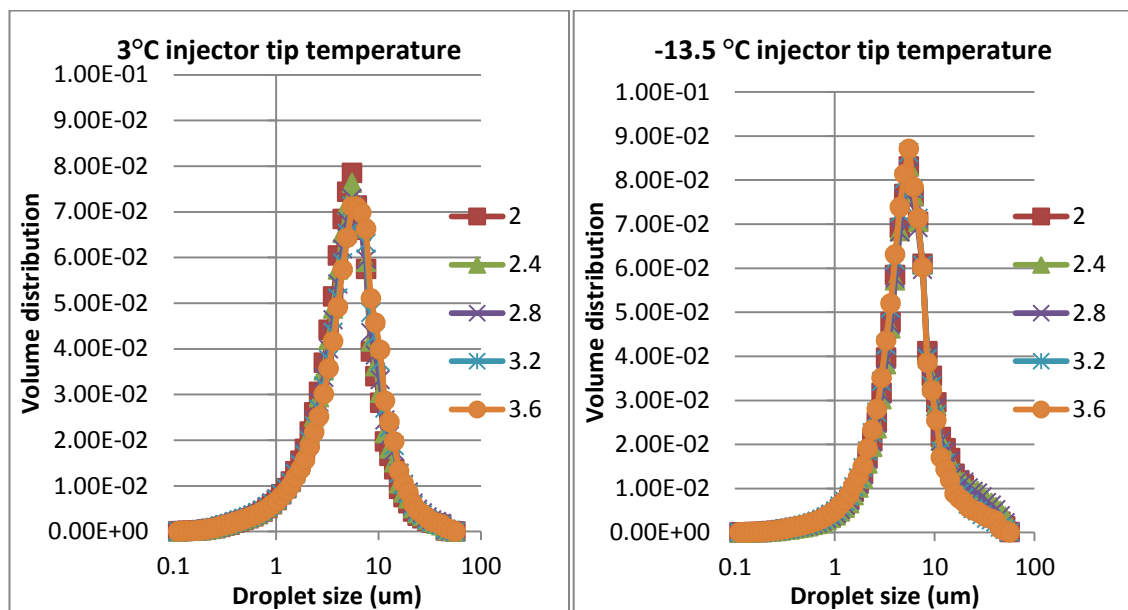 3°C injector tip temperature
1.00E-01
9.00E-02
8.00E-02
7.00E-02
6.00E-02
5.00E-02
4.00E-02
3.00E-02
2.00E-02
1.00E-02
0.00E+00
Volume distribution
0.1
1
10
100
Droplet size (um)
2
2.4
2.8
3.2
3.6
-13.5 °C injector tip temperature
1.00E-01
9.00E-02
8.00E-02
7.00E-02
6.00E-02
5.00E-02
4.00E-02
3.00E-02
2.00E-02
1.00E-02
0.00E+00
Volume distribution
0.1
1
10
100
Droplet size (um)
2
2.4
2.8
3.2
3.6